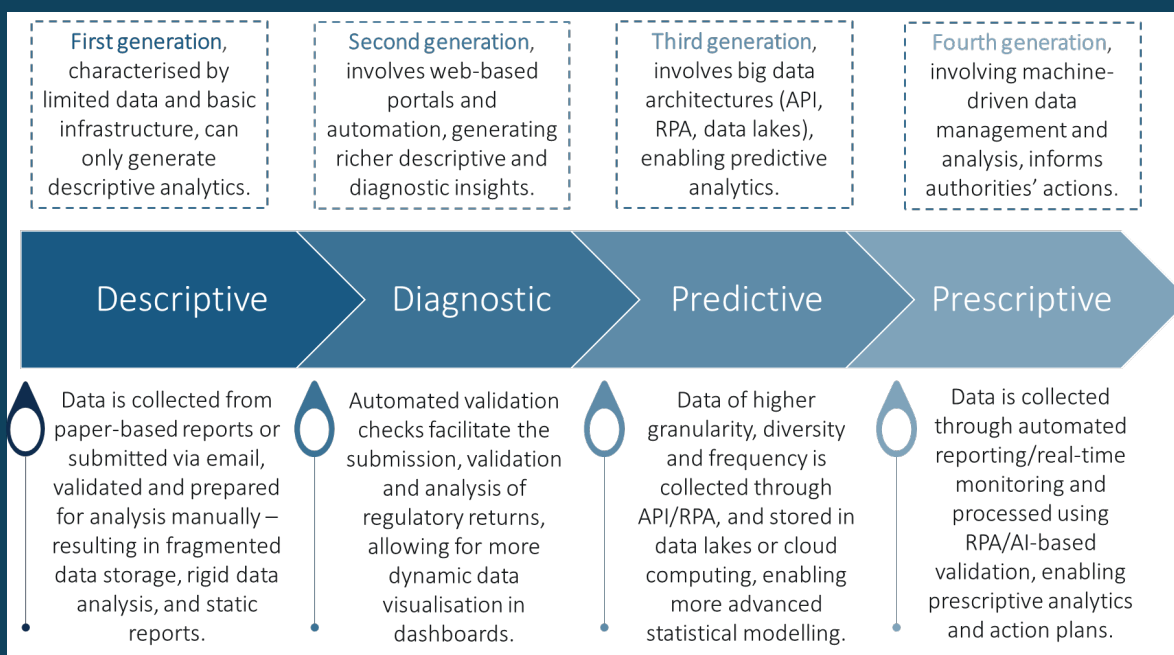 First generation,
characterised by
limited data and basic
infrastructure, can
only generate
descriptive analytics.
Second generation,
involves web-based
portals and
automation, generating
richer descriptive and
diagnostic insights.
Third generation,
involves big data
architectures (API,
RPA, data lakes),
enabling predictive
analytics.
Fourth generation,
involving machine-
driven data
management and
analysis, informs
authorities’ actions.
Descriptive
Diagnostic
Predictive
Prescriptive
Data is collected from
paper-based reports or
submitted via email,
validated and prepared
for analysis manually –
resulting in fragmented
data storage, rigid data
analysis, and static
reports.
Automated validation
checks facilitate the
submission, validation
and analysis of
regulatory returns,
allowing for more
dynamic data
visualisation in
dashboards.
Data of higher
granularity, diversity
and frequency is
collected through
API/RPA, and stored in
data lakes or cloud
computing, enabling
more advanced
statistical modelling.
Data is collected
through automated
reporting/real-time
monitoring and
processed using
RPA/AI-based
validation, enabling
prescriptive analytics
and action plans.